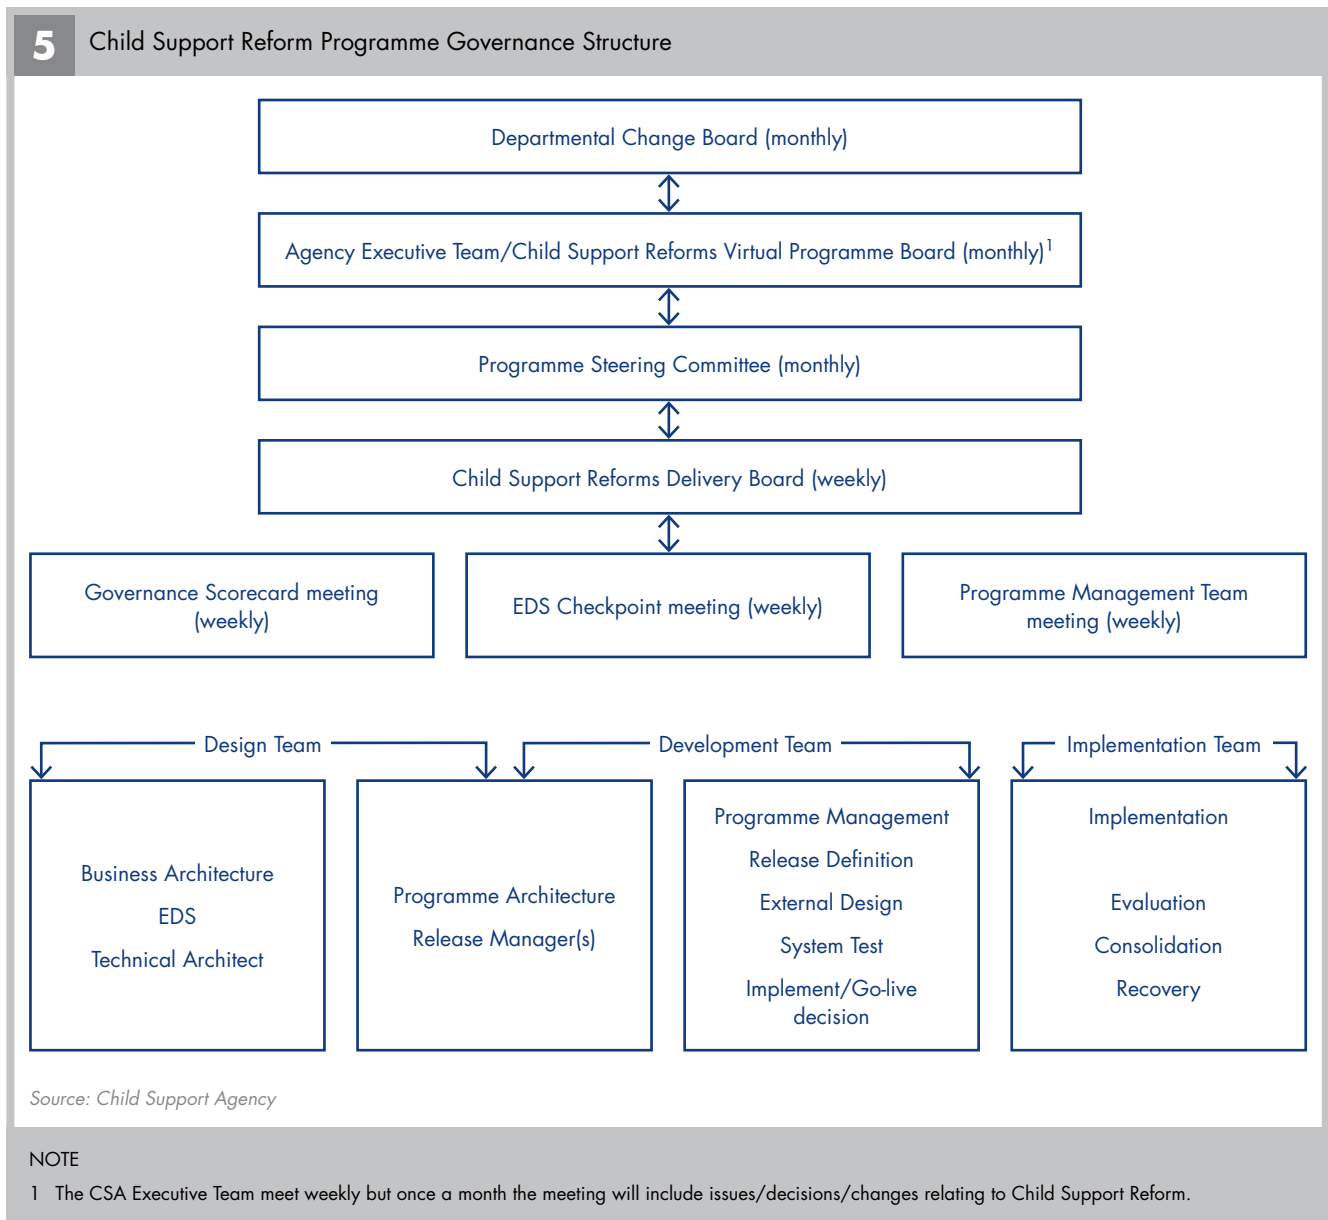 5 Child Support Reform Programme Governance Structure
Departmental Change Board (monthly)
Agency Executive Team/Child Support Reforms Virtual Programme Board (monthly)1
Programme Steering Committee (monthly)
Child Support Reforms Delivery Board (weekly)
Governance Scorecard meeting
(weekly)
EDS Checkpoint meeting (weekly)
Programme Management Team
meeting (weekly)
Design Team
Development Team
Implementation Team
Business Architecture
EDS
Technical Architect
Programme Architecture
Release Manager(s)
Programme Management
Release Definition
External Design
System Test
Implement/Go-live
decision
Implementation
Evaluation
Consolidation
Recovery
Source: Child Support Agency
NOTE
1 The CSA Executive Team meet weekly but once a month the meeting will include issues/decisions/changes relating to Child Support Reform.